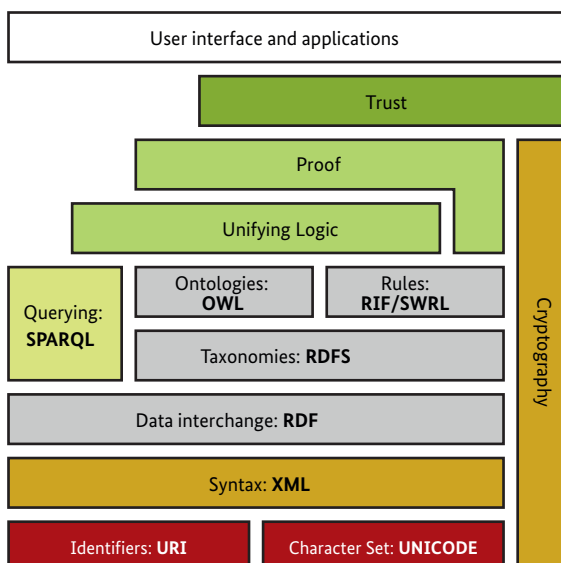 User interface and applications
Trust
Proof
Unifying Logic
Querying:
SPARQL
Ontologies:
OWL
Rules:
RIF/SWRL
Taxonomies: RDFS
Cryptography
Data interchange: RDF
Syntax: XML
Identifiers: URI
Character Set: UNICODE